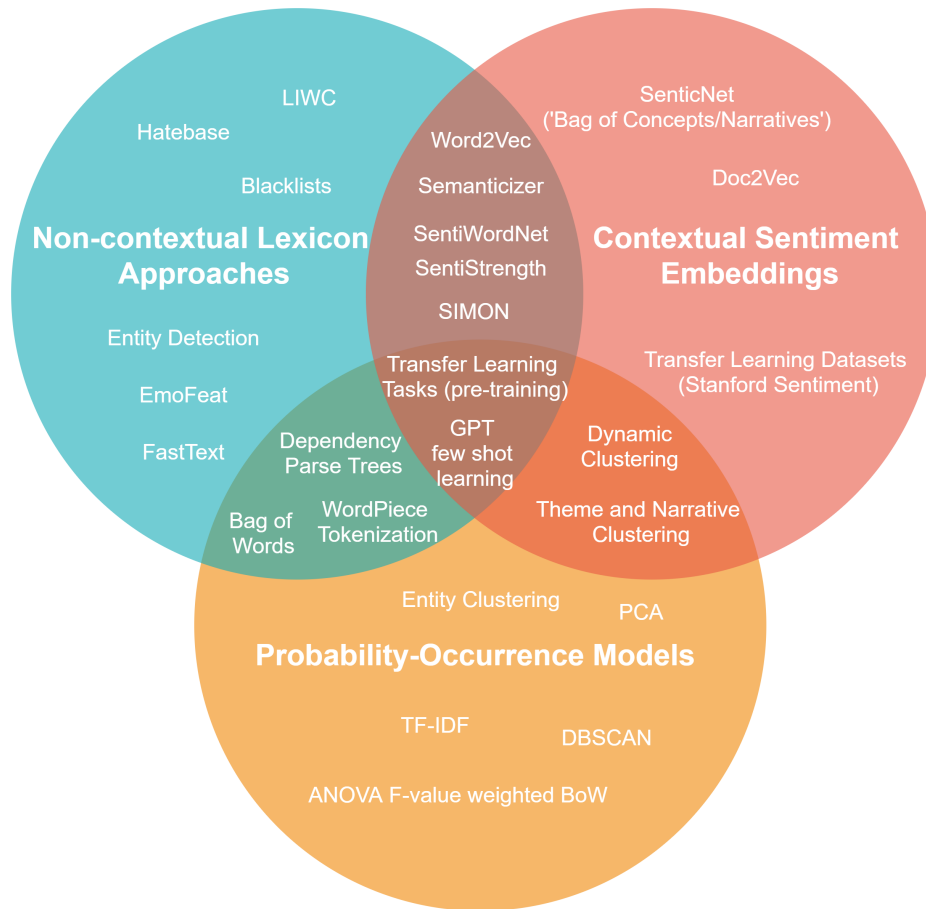 LIWC
Hatebase
Blacklists
Non-contextual Lexicon
Approaches
Entity Detection
EmoFeat
FastText
Word2Vec
Semanticizer
SentiWordNet
SentiStrength
SIMON
SenticNet
('Bag of Concepts/Narratives')
Doc2Vec
Contextual Sentiment
Embeddings
Transfer Learning Datasets
(Stanford Sentiment)
Transfer Learning
Tasks (pre-training)
GPT
few shot
learning
Dependency
Parse Trees
WordPiece
Tokenization
Bag of
Words
Dynamic
Clustering
Theme and Narrative
Clustering
Entity Clustering
PCA
Probability-Occurrence Models
TF-IDF
DBSCAN
ANOVA F-value weighted BoW